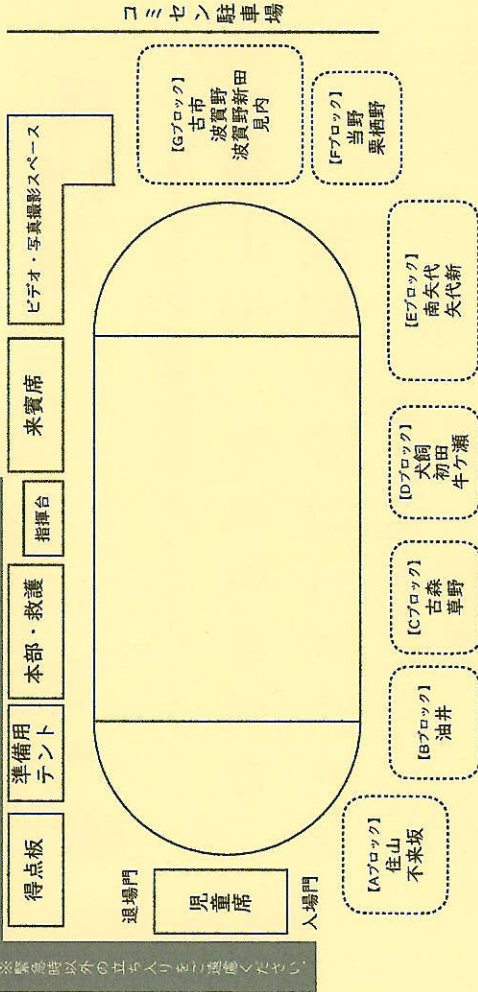 コミセン駐車場
ビデオ・写真撮影スペース
来賓席
指揮台
本部・救護
準備用
テント
得点板
退場門
児童席
入場門
【Gブロック】
古市
波賀野
波賀野新田
見内
【Fブロック】
当野
栗栖野
【Eブロック】
南矢代
矢代新
【Dブロック】
犬飼
初田
牛ケ瀬
【Cブロック】
古森
草野
【Bブロック】
油井
【Aブロック】
住山
不来坂
※緊急時以外の立ち入りをご遠慮ください。